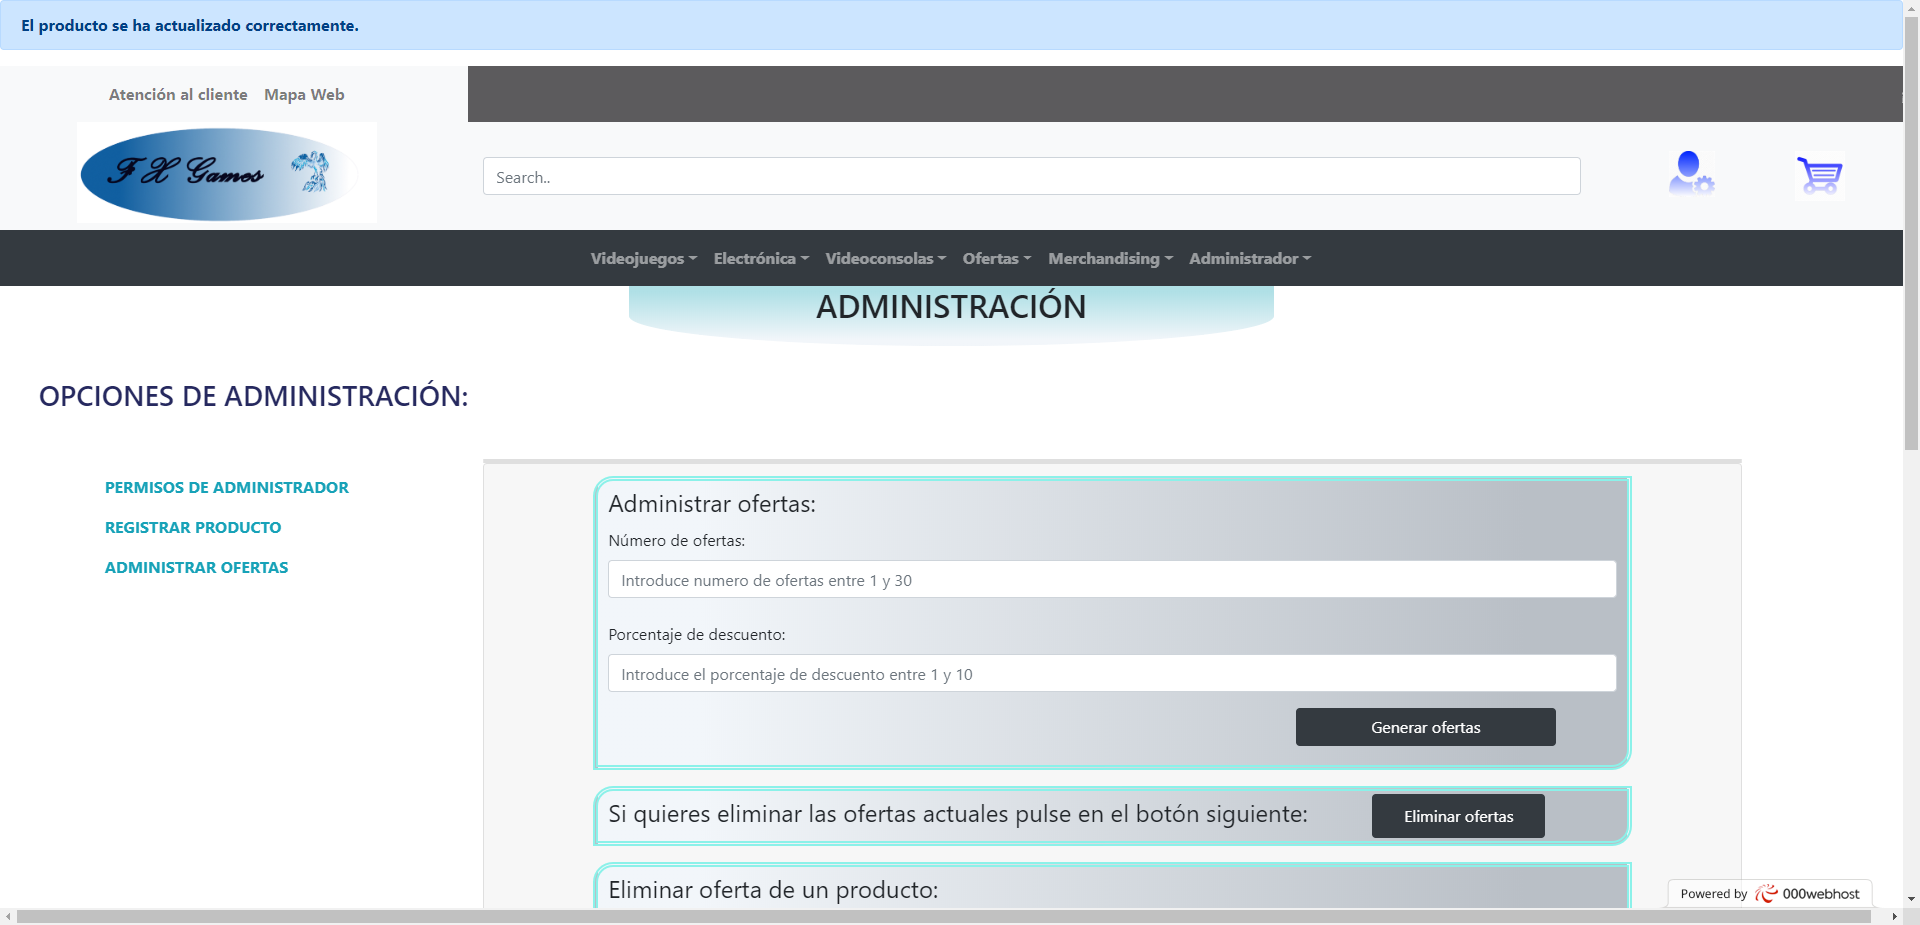 El producto se ha actualizado correctamente.
Atención al cliente Mapa Web
F X Games
Search..
Videojuegos Electrónica Videoconsolas Ofertas Merchandising Administrador
ADMINISTRACIÓN
OPCIONES DE ADMINISTRACIÓN:
PERMISOS DE ADMINISTRADOR
REGISTRAR PRODUCTO
ADMINISTRAR OFERTAS
Administrar ofertas:
Número de ofertas:
Introduce numero de ofertas entre 1 y 30
Porcentaje de descuento:
Introduce el porcentaje de descuento entre 1 y 10
Generar ofertas
Si quieres eliminar las ofertas actuales pulse en el botón siguiente:
Eliminar ofertas
Eliminar oferta de un producto:
Powered by 000webhost